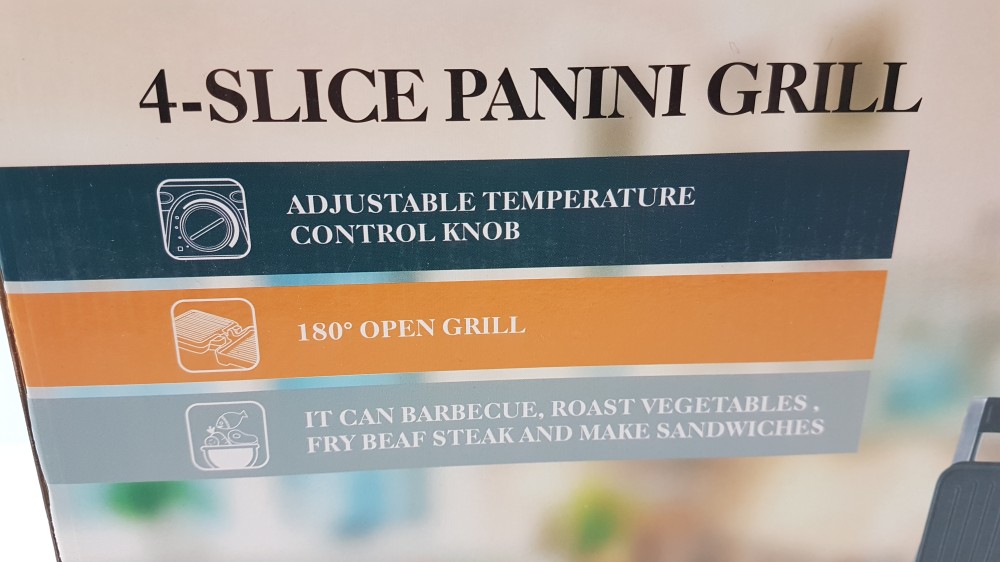 4-SLICE PANINI GRILL
ADJUSTABLE TEMPERATURE
CONTROL KNOB
180° OPEN GRILL
IT CAN BARBECUE, ROAST VEGETABLES ,
FRY BEAF STEAK AND MAKE SANDWICHES